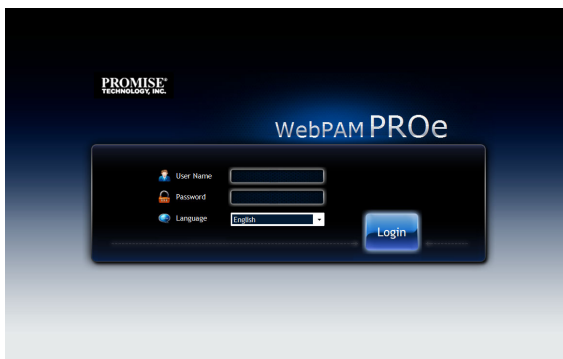 PROMISE®
TECHNOLOGY, INC.
WebPAM PROe
User Name
Password
Language
English
Login